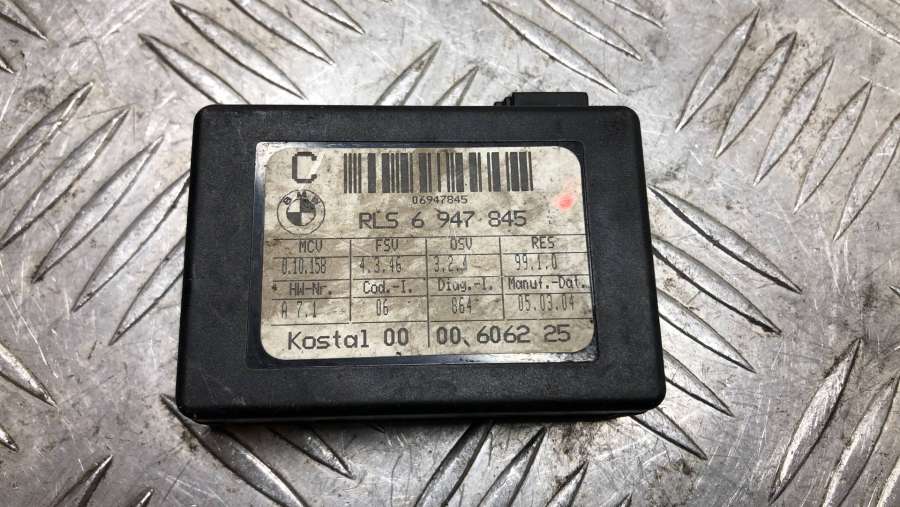 C
BMW
06947845
RLS 6 947 845
MCV FSV OSV RES
0.10.158 4.3.46 3.2.4 99.1.0
HW-Nr. Cod.-I. Diag.-I. Manuf.-Dat.
A 7.1 06 864 05.03.04
Kostal 00 00.6062 25